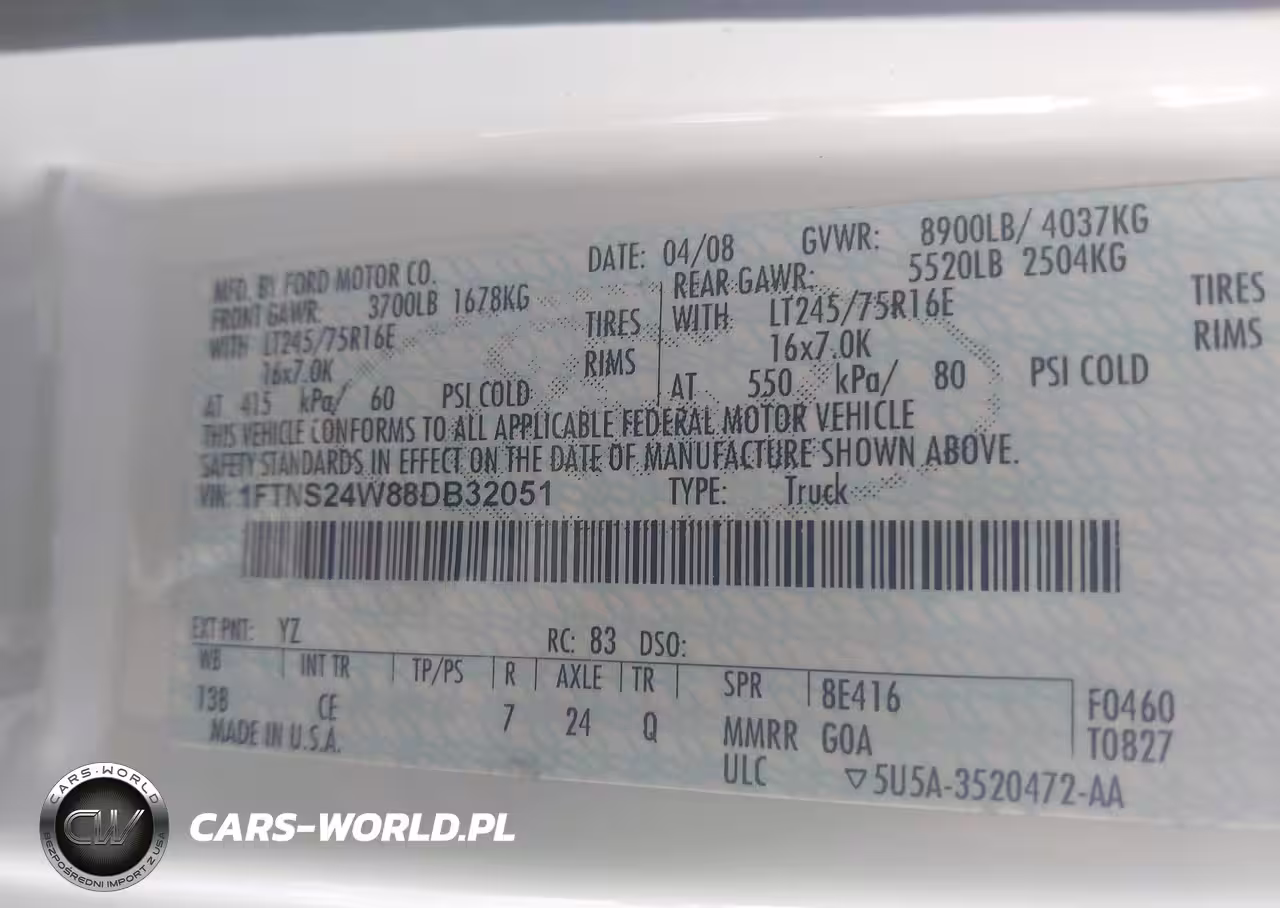 MFD. BY FORD MOTOR CO. DATE: 04/08 GVWR: 8900LB/ 4037KG
FRONT GAWR: 3700LB 1678KG REAR GAWR: 5520LB 2504KG
WITH LT245/75R16E TIRES WITH LT245/75R16E TIRES
16x7.0K RIMS 16x7.0K RIMS
AT 415 kPa/ 60 PSI COLD AT 550 kPa/ 80 PSI COLD
THIS VEHICLE CONFORMS TO ALL APPLICABLE FEDERAL MOTOR VEHICLE
SAFETY STANDARDS IN EFFECT ON THE DATE OF MANUFACTURE SHOWN ABOVE.
VIN: 1FTNS24W88DB32051 TYPE: Truck
EXT PNT: YZ RC: 83 DSO:
WB INT TR TP/PS R AXLE TR SPR 8E416 F0460
138 CE 7 24 Q MMRR GOA T0827
MADE IN U.S.A. ULC ▽5U5A-3520472-AA
CARS-WORLD
CW
BEZPOŚREDNI IMPORT Z USA
CARS-WORLD.PL